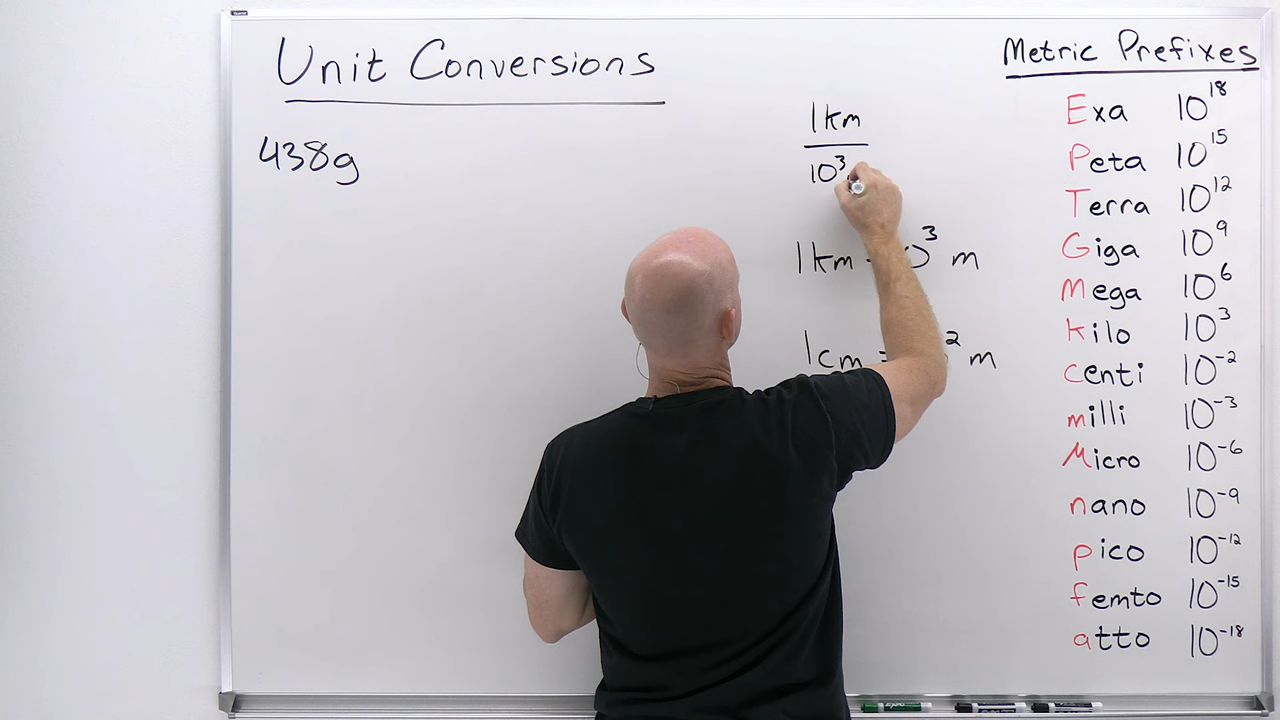 Unit Conversions
438g
1km
10³
1km 10³ m
1cm = ² m
Metric Prefixes
Exa 10¹⁸
Peta 10¹⁵
Terra 10¹²
Giga 10⁹
Mega 10⁶
kilo 10³
centi 10⁻²
milli 10⁻³
Micro 10⁻⁶
nano 10⁻⁹
pico 10⁻¹²
femto 10⁻¹⁵
atto 10⁻¹⁸